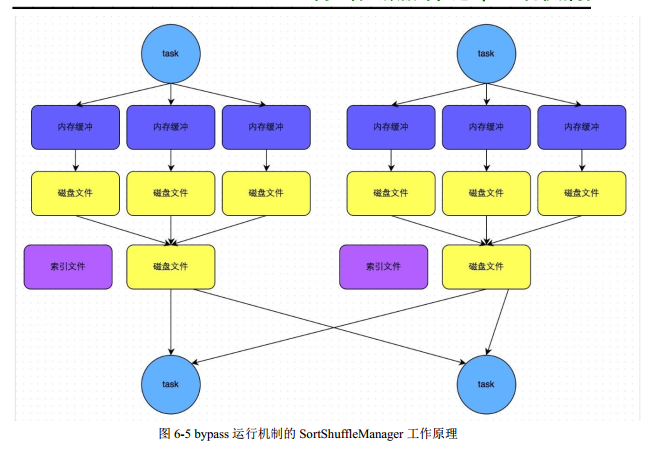 task task
内存缓冲 内存缓冲 内存缓冲 内存缓冲 内存缓冲 内存缓冲
磁盘文件 磁盘文件 磁盘文件 磁盘文件 磁盘文件 磁盘文件
索引文件 磁盘文件 索引文件 磁盘文件
task task
图 6-5 bypass 运行机制的 SortShuffleManager 工作原理